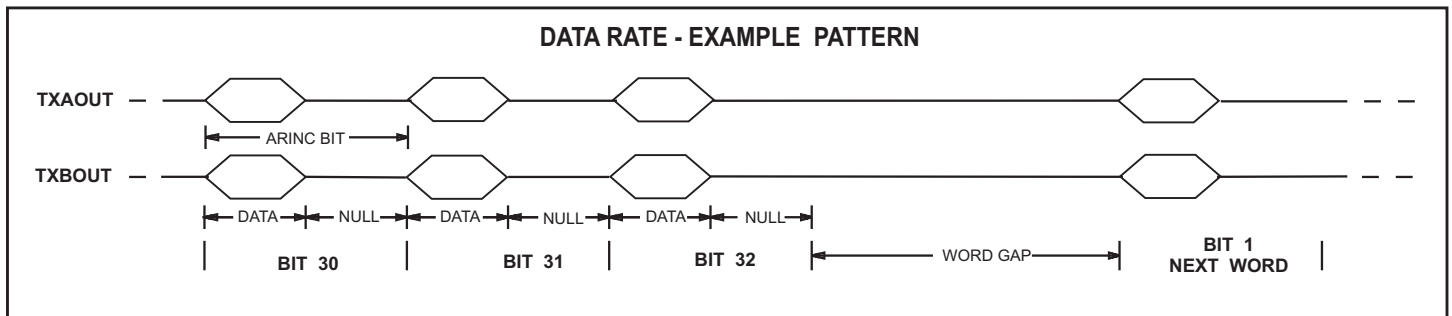 DATA RATE - EXAMPLE PATTERN
TXAOUT
ARINC BIT
TXBOUT
DATA NULL DATA NULL DATA NULL
BIT 30 BIT 31 BIT 32 WORD GAP BIT 1
NEXT WORD